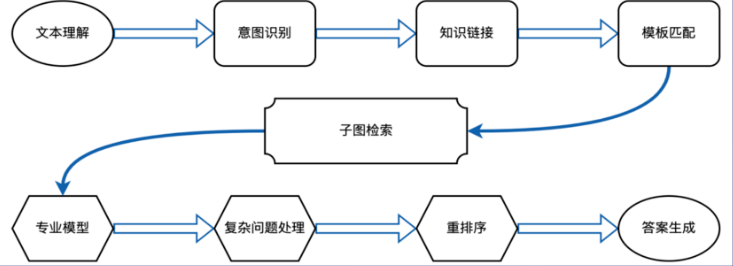 文本理解
意图识别
知识链接
模板匹配
子图检索
专业模型
复杂问题处理
重排序
答案生成